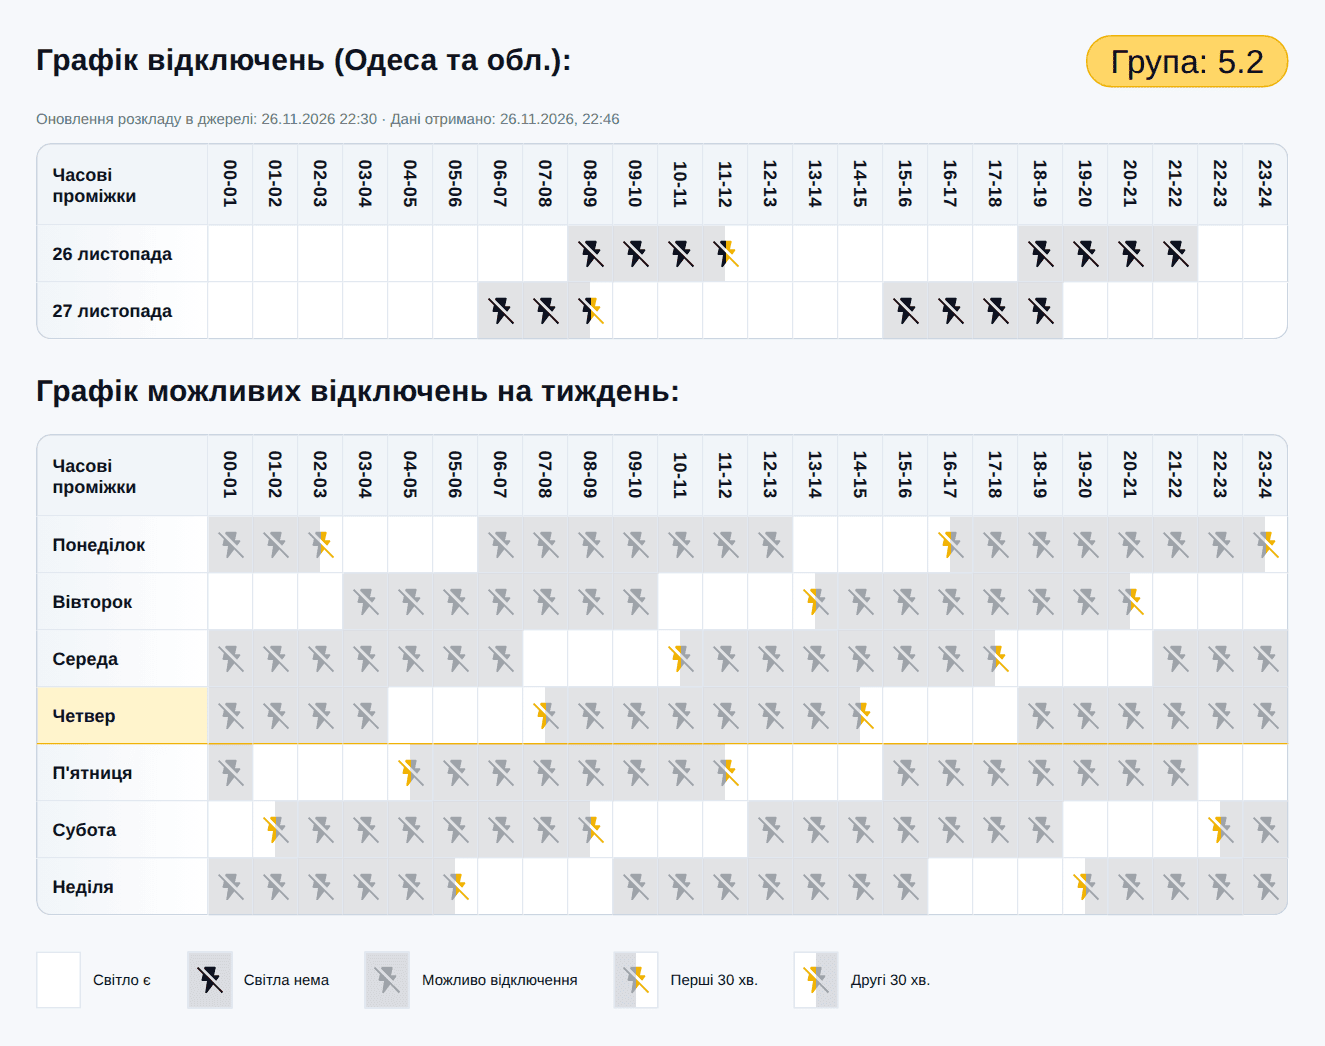 Графік відключень (Одеса та обл.):
Група: 5.2
Оновлення розкладу в джерелі: 26.11.2026 22:30 · Дані отримано: 26.11.2026, 22:46
Часові
проміжки
00-01 01-02 02-03 03-04 04-05 05-06 06-07 07-08 08-09 09-10 10-11 11-12 12-13 13-14 14-15 15-16 16-17 17-18 18-19 19-20 20-21 21-22 22-23 23-24
26 листопада
27 листопада
Графік можливих відключень на тиждень:
Часові
проміжки
00-01 01-02 02-03 03-04 04-05 05-06 06-07 07-08 08-09 09-10 10-11 11-12 12-13 13-14 14-15 15-16 16-17 17-18 18-19 19-20 20-21 21-22 22-23 23-24
Понеділок
Вівторок
Середа
Четвер
П'ятниця
Субота
Неділя
Світло є
Світла нема
Можливо відключення
Перші 30 хв.
Другі 30 хв.